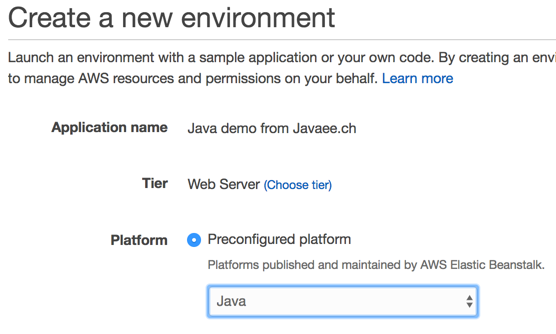 Create a new environment
Launch an environment with a sample application or your own code. By creating an
to manage AWS resources and permissions on your behalf. Learn more
Application name Java demo from Javaee.ch
Tier Web Server (Choose tier)
Platform Preconfigured platform
Platforms published and maintained by AWS Elastic Beanstalk.
Java